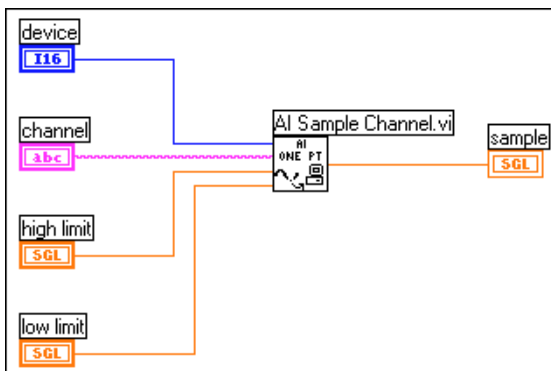 device
I16
channel
abc
high limit
SGL
low limit
SGL
AI Sample Channel.vi
AI
ONE PT
sample
SGL